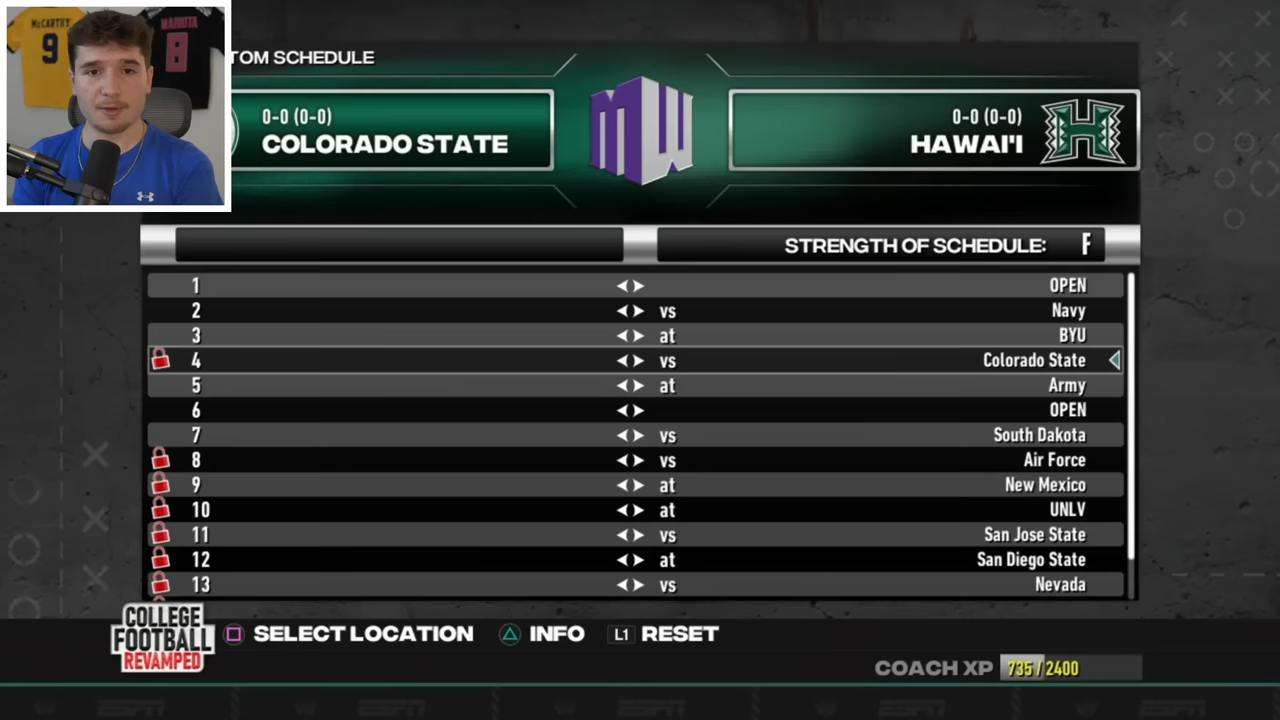 McCARTHY
9
MARIOTA
8
TOM SCHEDULE
0-0 (0-0)
COLORADO STATE
MW
0-0 (0-0)
HAWAI'I
H
STRENGTH OF SCHEDULE: F
1 OPEN
2 vs Navy
3 at BYU
4 vs Colorado State
5 at Army
6 OPEN
7 vs South Dakota
8 vs Air Force
9 at New Mexico
10 at UNLV
11 vs San Jose State
12 at San Diego State
13 vs Nevada
COLLEGE
FOOTBALL
REVAMPED
SELECT LOCATION
INFO
L1 RESET
COACH XP 735 / 2400